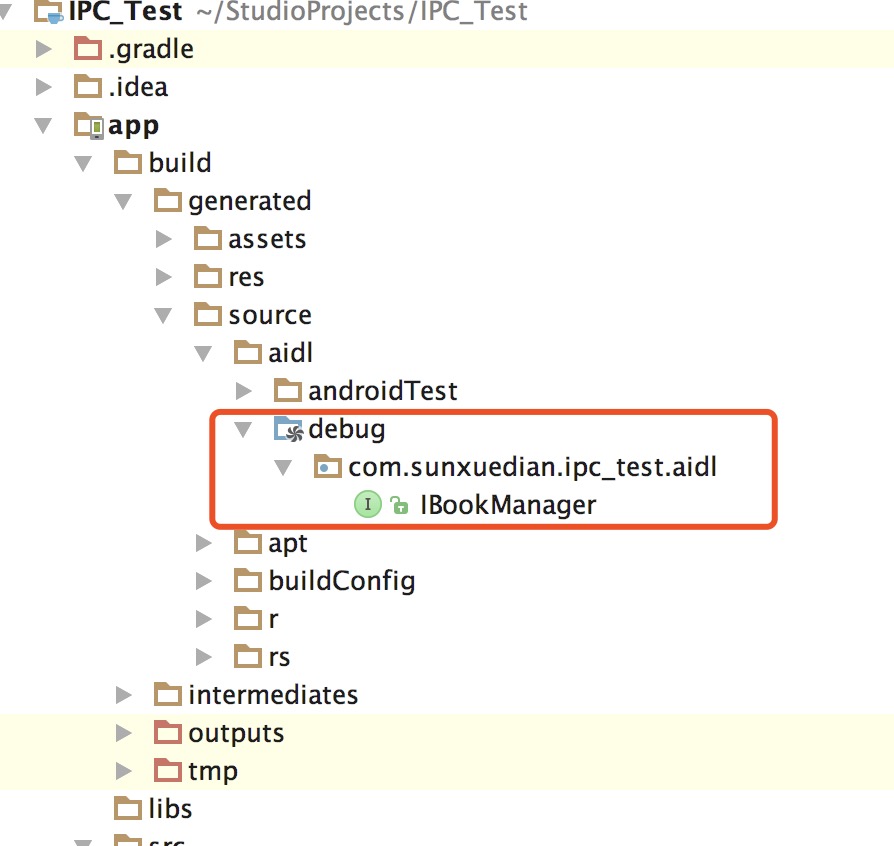 IPC_Test ~/StudioProjects/IPC_Test
.gradle
.idea
app
build
generated
assets
res
source
aidl
androidTest
debug
com.sunxuedian.ipc_test.aidl
I IBookManager
apt
buildConfig
r
rs
intermediates
outputs
tmp
libs
src